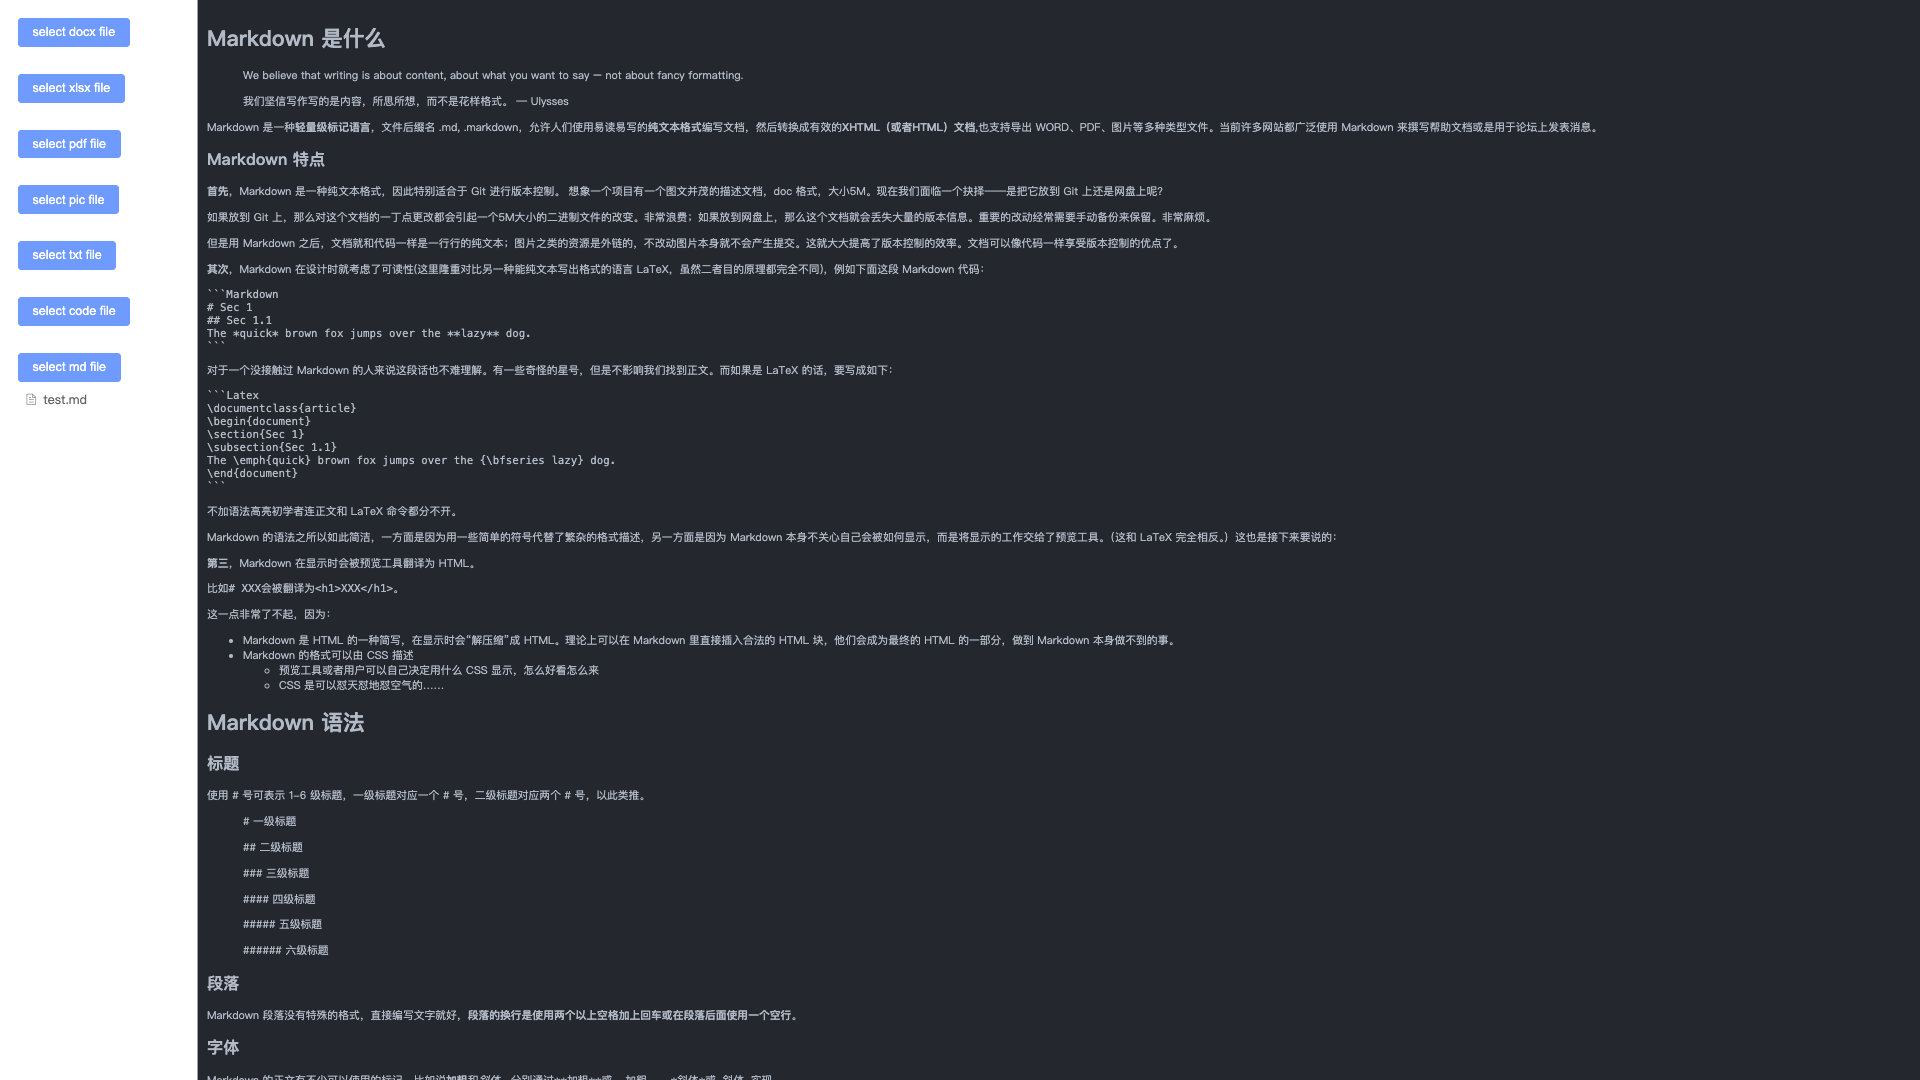 select docx file
select xlsx file
select pdf file
select pic file
select txt file
select code file
select md file
test.md
Markdown 是什么
We believe that writing is about content, about what you want to say — not about fancy formatting.
我们坚信写作写的是内容，所思所想，而不是花样格式。 — Ulysses
Markdown 是一种轻量级标记语言，文件后缀名 .md, .markdown，允许人们使用易读易写的纯文本格式编写文档，然后转换成有效的XHTML（或者HTML）文档,也支持导出 WORD、PDF、图片等多种类型文件。当前许多网站都广泛使用 Markdown 来撰写帮助文档或是用于论坛上发表消息。
Markdown 特点
首先，Markdown 是一种纯文本格式，因此特别适合于 Git 进行版本控制。 想象一个项目有一个图文并茂的描述文档，doc 格式，大小5M。现在我们面临一个抉择——是把它放到 Git 上还是网盘上呢?
如果放到 Git 上，那么对这个文档的一丁点更改都会引起一个5M大小的二进制文件的改变。非常浪费；如果放到网盘上，那么这个文档就会丢失大量的版本信息。重要的改动经常需要手动备份来保留。非常麻烦。
但是用 Markdown 之后，文档就和代码一样是一行行的纯文本；图片之类的资源是外链的，不改动图片本身就不会产生提交。这就大大提高了版本控制的效率。文档可以像代码一样享受版本控制的优点了。
其次，Markdown 在设计时就考虑了可读性(这里隆重对比另一种能纯文本写出格式的语言 LaTeX，虽然二者目的原理都完全不同)，例如下面这段 Markdown 代码：
```Markdown
# Sec 1
## Sec 1.1
The *quick* brown fox jumps over the **lazy** dog.
```
对于一个没接触过 Markdown 的人来说这段话也不难理解。有一些奇怪的星号，但是不影响我们找到正文。而如果是 LaTeX 的话，要写成如下：
```Latex
\documentclass{article}
\begin{document}
\section{Sec 1}
\subsection{Sec 1.1}
The \emph{quick} brown fox jumps over the {\bfseries lazy} dog.
\end{document}
```
不加语法高亮初学者连正文和 LaTeX 命令都分不开。
Markdown 的语法之所以如此简洁，一方面是因为用一些简单的符号代替了繁杂的格式描述，另一方面是因为 Markdown 本身不关心自己会被如何显示，而是将显示的工作交给了预览工具。（这和 LaTeX 完全相反。）这也是接下来要说的：
第三，Markdown 在显示时会被预览工具翻译为 HTML。
比如# XXX会被翻译为<h1>XXX</h1>。
这一点非常了不起，因为：
Markdown 是 HTML 的一种简写，在显示时会“解压缩”成 HTML。理论上可以在 Markdown 里直接插入合法的 HTML 块，他们会成为最终的 HTML 的一部分，做到 Markdown 本身做不到的事。
Markdown 的格式可以由 CSS 描述
预览工具或者用户可以自己决定用什么 CSS 显示，怎么好看怎么来
CSS 是可以怼天怼地怼空气的……
Markdown 语法
标题
使用 # 号可表示 1-6 级标题，一级标题对应一个 # 号，二级标题对应两个 # 号，以此类推。
# 一级标题
## 二级标题
### 三级标题
#### 四级标题
##### 五级标题
###### 六级标题
段落
Markdown 段落没有特殊的格式，直接编写文字就好，段落的换行是使用两个以上空格加上回车或在段落后面使用一个空行。
字体